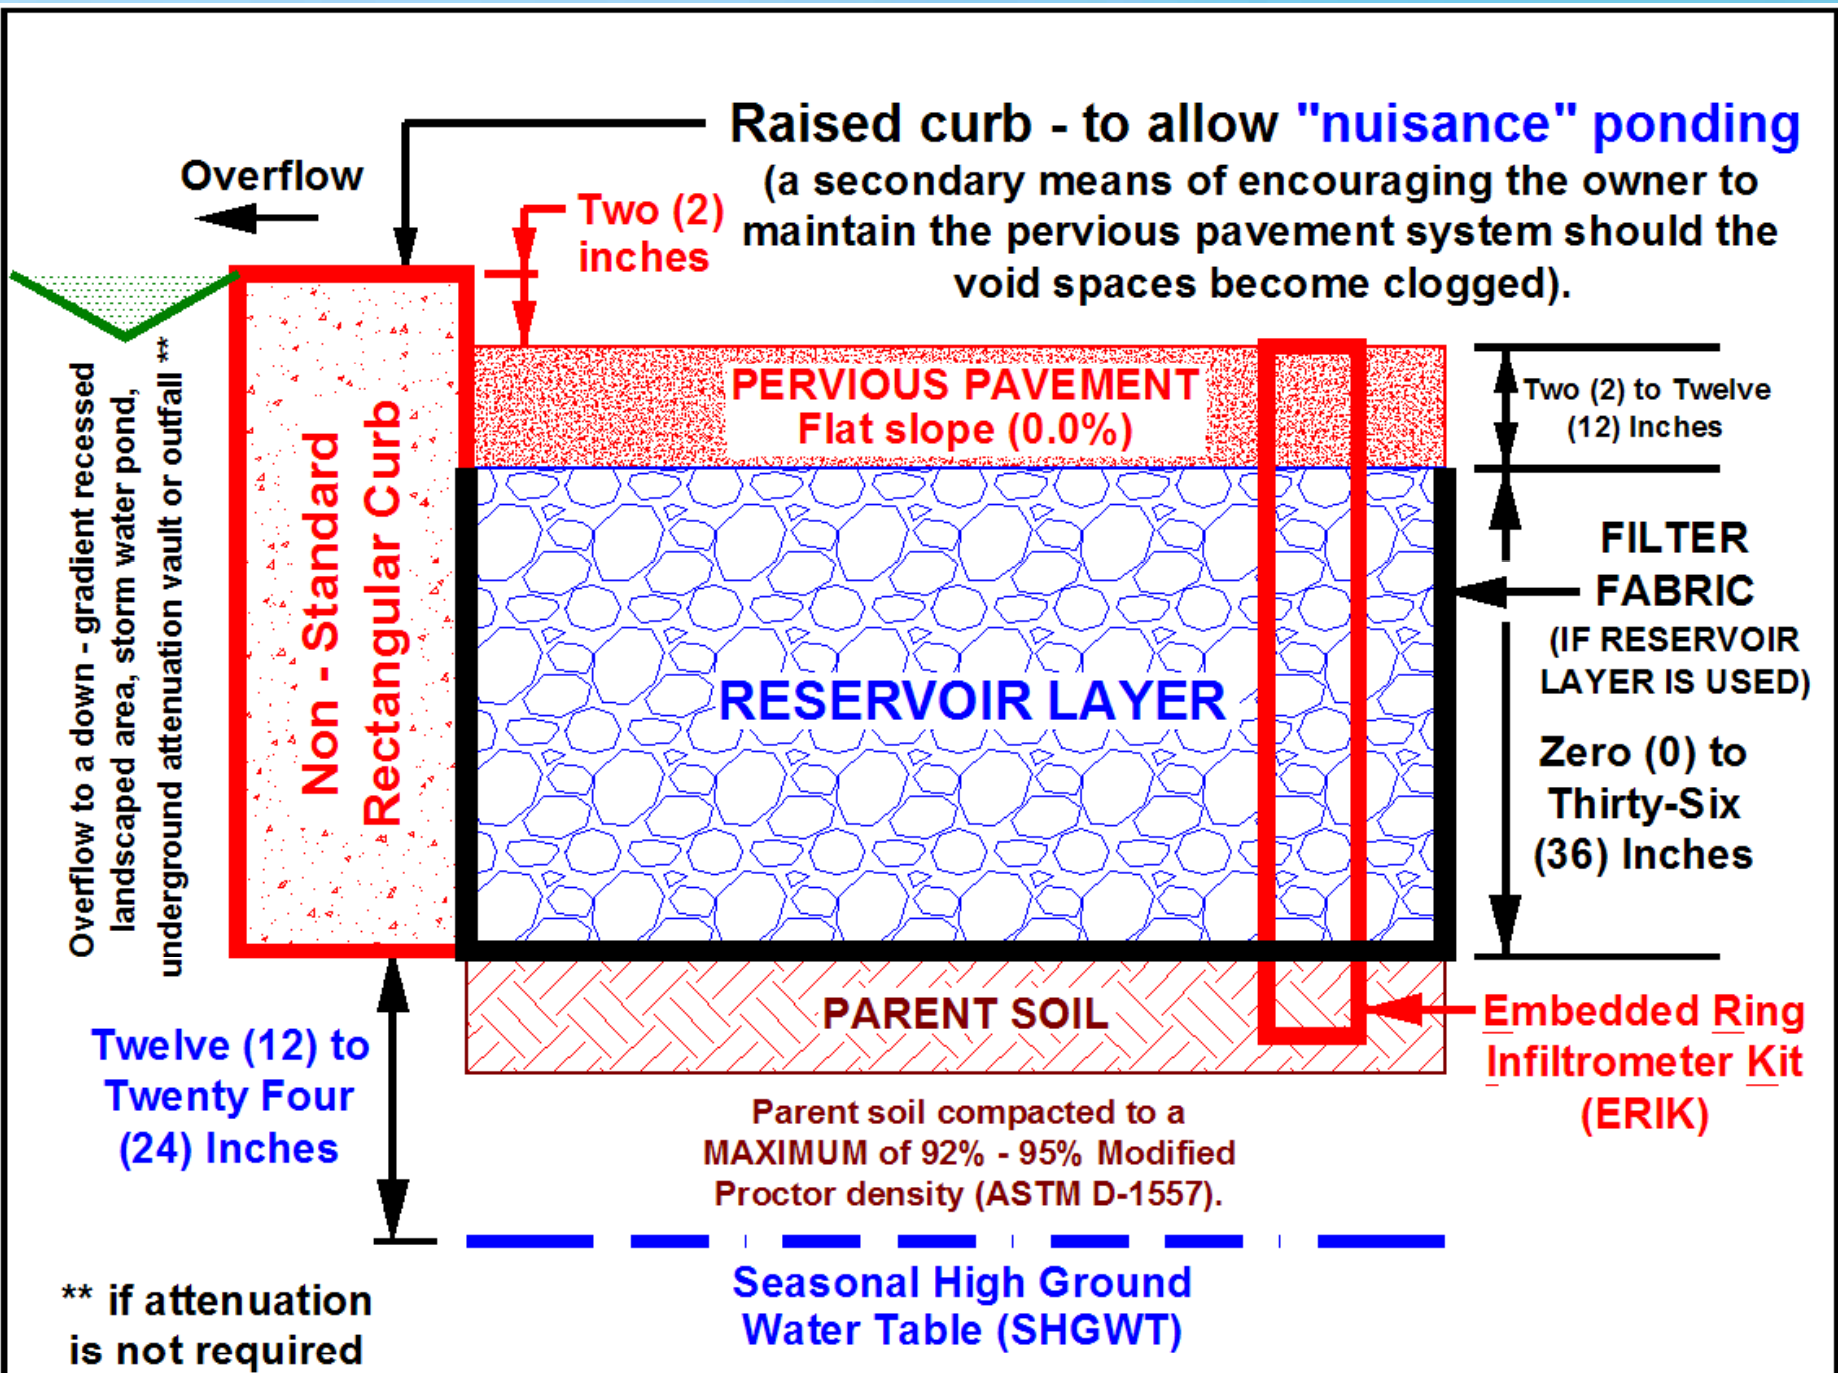 Raised curb - to allow "nuisance" ponding
(a secondary means of encouraging the owner to
maintain the pervious pavement system should the
void spaces become clogged).
Overflow
Two (2)
inches
Overflow to a down - gradient recessed
landscaped area, storm water pond,
underground attenuation vault or outfall **
Non - Standard
Rectangular Curb
PERVIOUS PAVEMENT
Flat slope (0.0%)
Two (2) to Twelve
(12) Inches
FILTER
FABRIC
(IF RESERVOIR
LAYER IS USED)
RESERVOIR LAYER
Zero (0) to
Thirty-Six
(36) Inches
PARENT SOIL
Embedded Ring
Infiltrometer Kit
(ERIK)
Twelve (12) to
Twenty Four
(24) Inches
Parent soil compacted to a
MAXIMUM of 92% - 95% Modified
Proctor density (ASTM D-1557).
Seasonal High Ground
Water Table (SHGWT)
** if attenuation
is not required